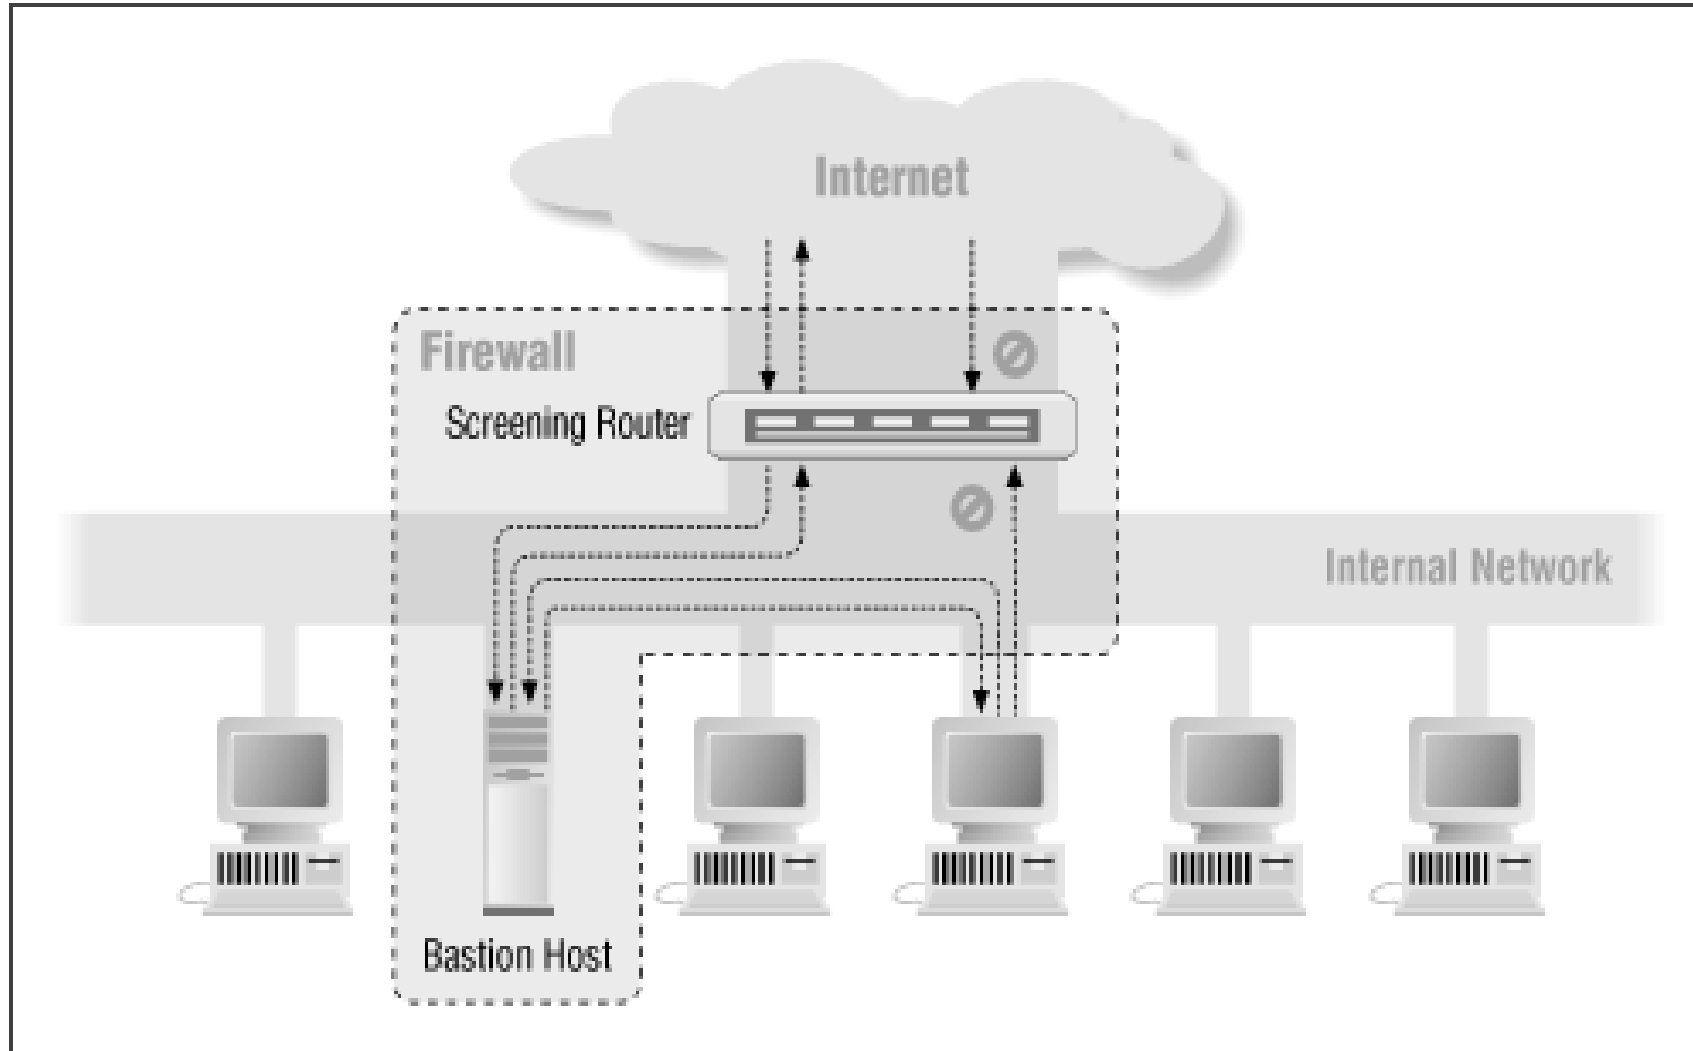 Internet
Firewall
Screening Router
Internal Network
Bastion Host